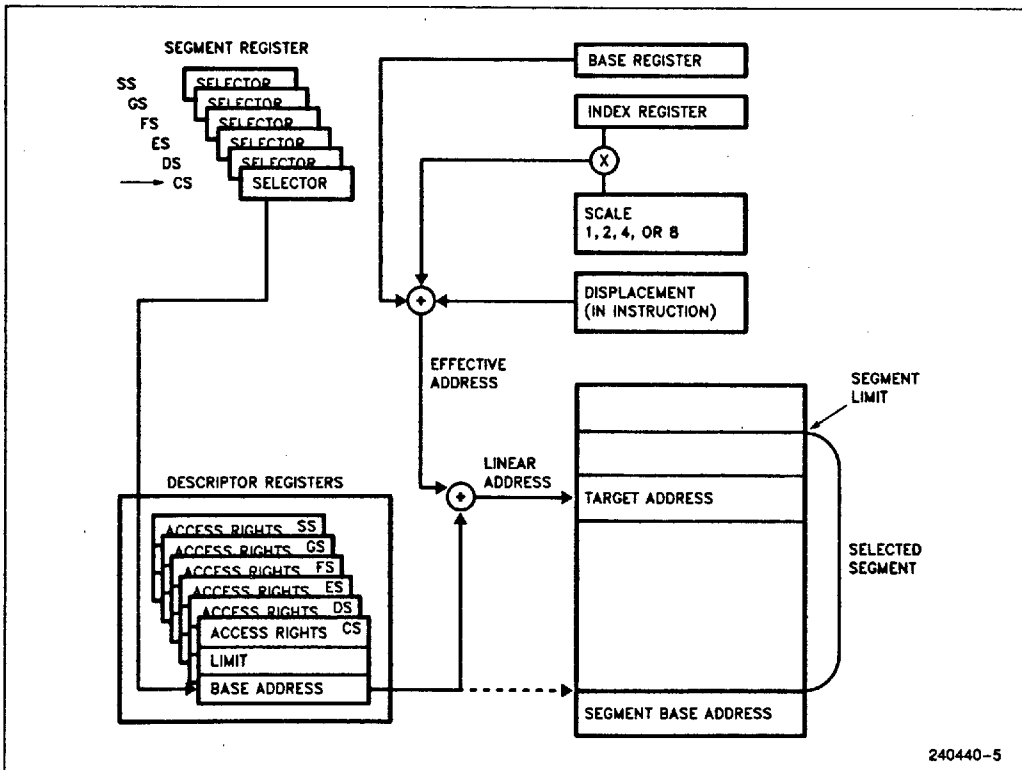 SEGMENT REGISTER
SS
SELECTOR
GS
SELECTOR
FS
SELECTOR
ES
SELECTOR
DS
SELECTOR
CS
SELECTOR
BASE REGISTER
INDEX REGISTER
X
SCALE
1, 2, 4, OR 8
DISPLACEMENT
(IN INSTRUCTION)
+
EFFECTIVE
ADDRESS
SEGMENT
LIMIT
LINEAR
ADDRESS
+
TARGET ADDRESS
SELECTED
SEGMENT
SEGMENT BASE ADDRESS
DESCRIPTOR REGISTERS
ACCESS RIGHTS SS
ACCESS RIGHTS GS
ACCESS RIGHTS FS
ACCESS RIGHTS ES
ACCESS RIGHTS DS
ACCESS RIGHTS CS
LIMIT
BASE ADDRESS
240440-5